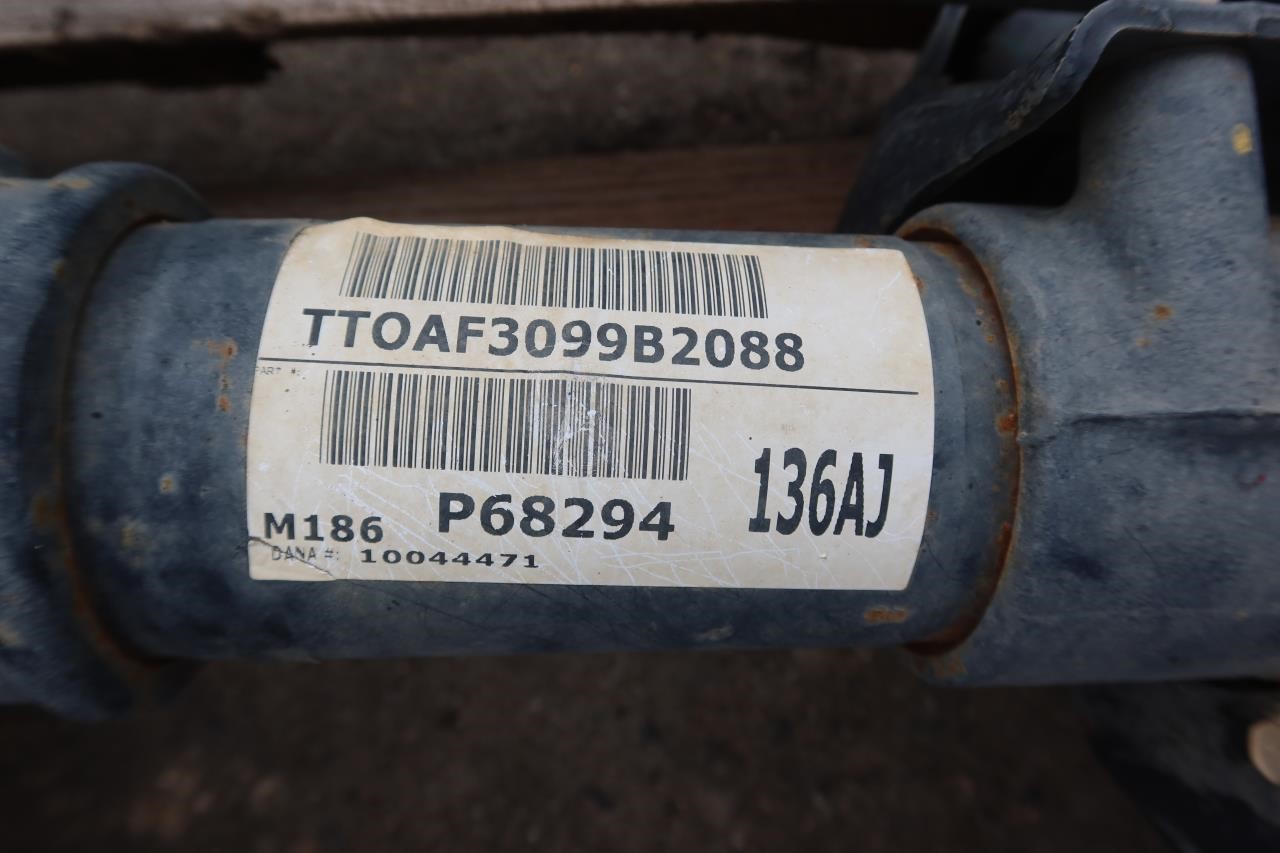 TTOAF3099B2088
PART #:
136AJ
M186 P68294
DANA #: 10044471